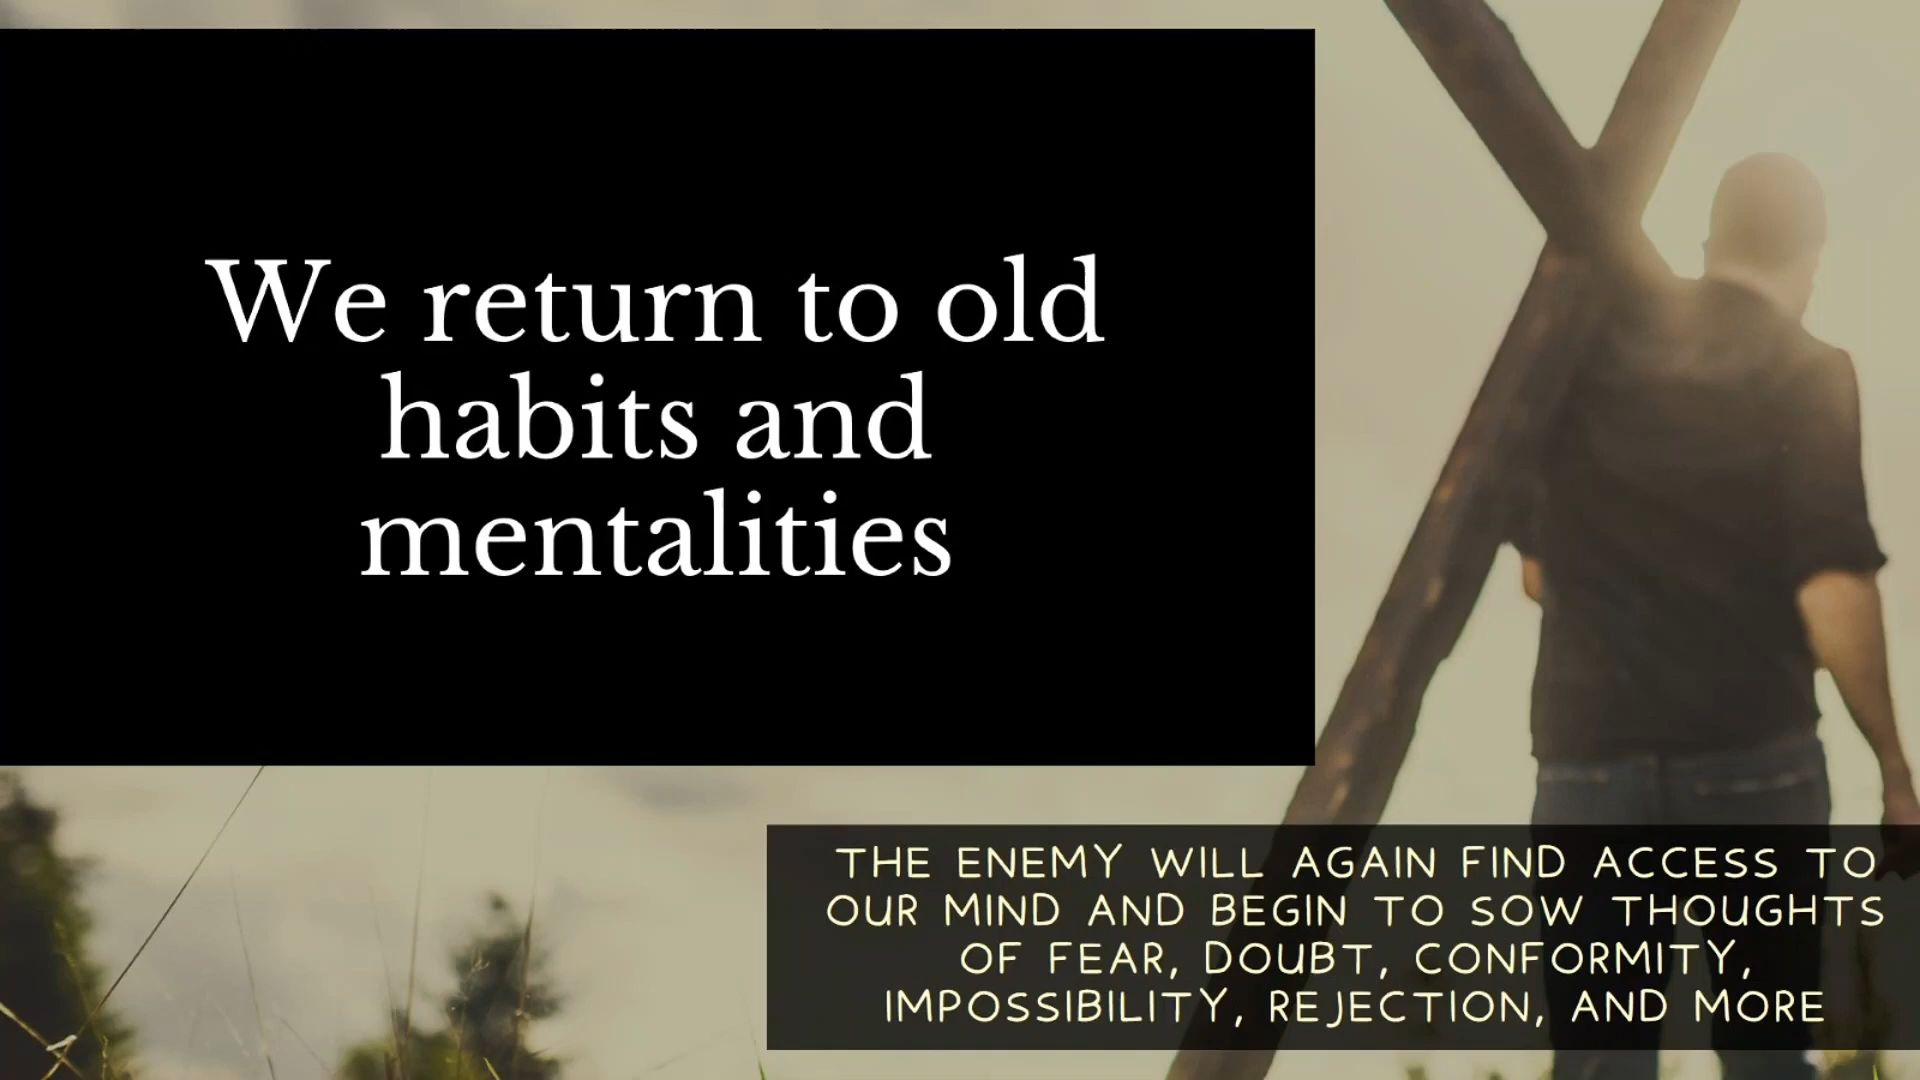 We return to old
habits and
mentalities
THE ENEMY WILL AGAIN FIND ACCESS TO
OUR MIND AND BEGIN TO SOW THOUGHTS
OF FEAR, DOUBT, CONFORMITY,
IMPOSSIBILITY, REJECTION, AND MORE